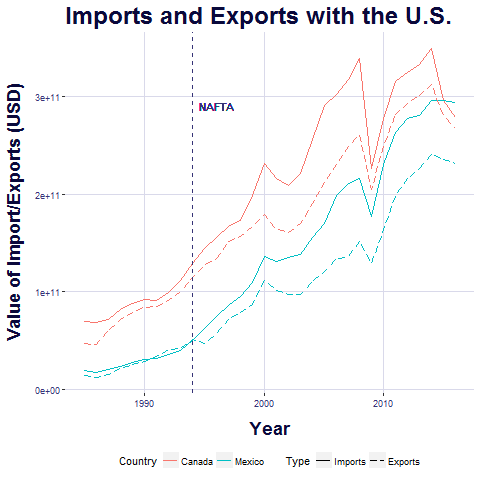 Imports and Exports with the U.S.
Value of Import/Exports (USD)
3e+11
2e+11
1e+11
0e+00
NAFTA
1990 2000 2010
Year
Country Canada Mexico Type Imports Exports